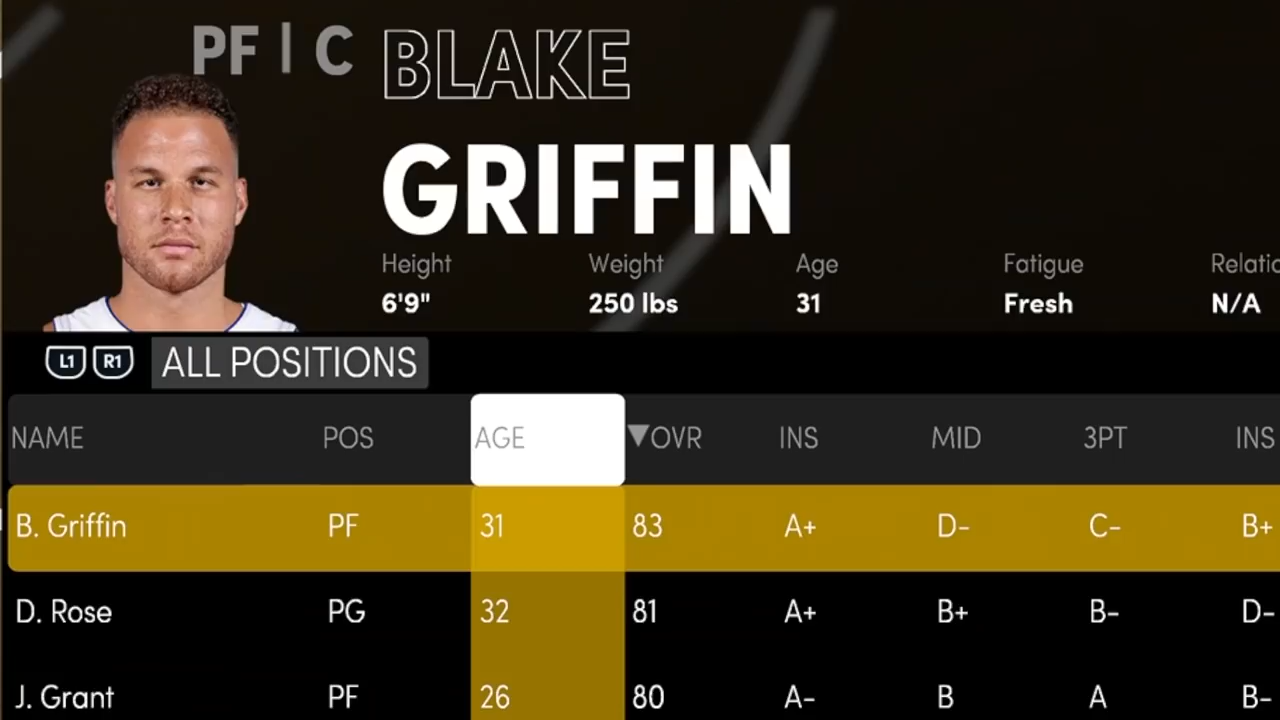 PF | C BLAKE
GRIFFIN
Height Weight Age Fatigue
6'9" 250 lbs 31 Fresh N/A
L1 R1 ALL POSITIONS
NAME POS AGE ▼OVR INS MID 3PT INS
B. Griffin PF 31 83 A+ D- C- B+
D. Rose PG 32 81 A+ B+ B- D-
J. Grant PF 26 80 A- B A B-